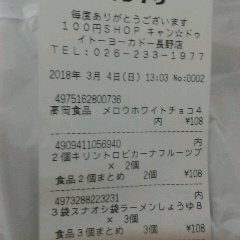 毎度ありがとうございます
100円SHOP キャン☆ドゥ
イトーヨーカドー長野店
TEL:026-233-1977
2018年 3月 4日(日) 13:03 No:0002
4975162800736
高岡食品 メロウホワイトチョコ4
内 ¥108
4909411056940 内
2個キリントロピカーナフルーツブ
× 2個
食品2個まとめ 2個 ¥108
4973288223231 内
3袋スナオシ袋ラーメンしょうゆ8
× 3個
食品3個まとめ 3個 ¥108